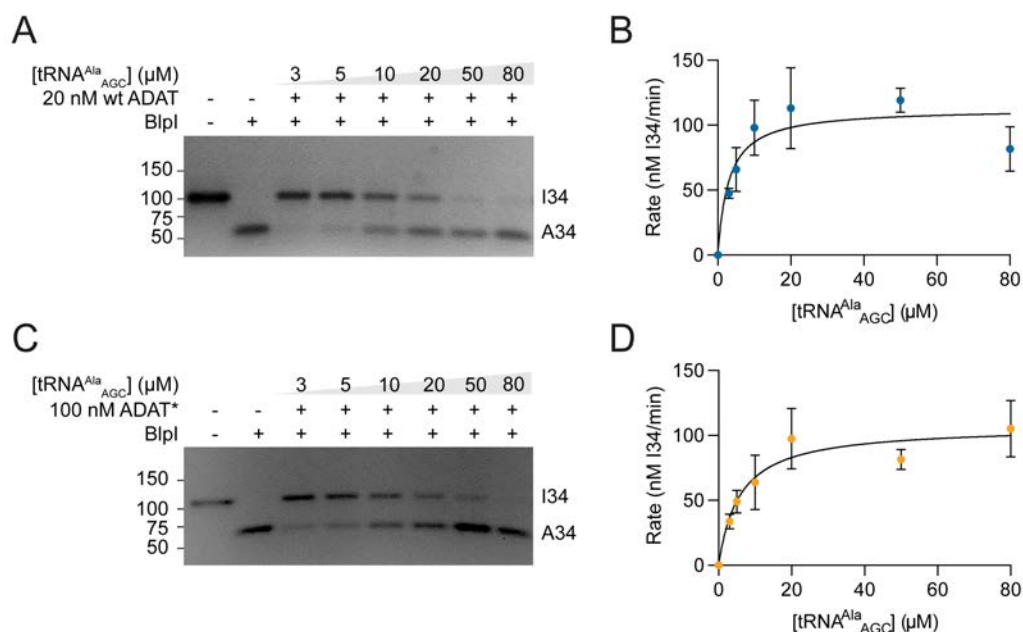 A
[tRNAAlaAGC] (µM) 3 5 10 20 50 80
20 nM wt ADAT - - + + + + + +
BlpI - + + + + + + +
150
100
75
50
I34
A34
B
Rate (nM I34/min)
150
100
50
0
0 20 40 60 80
[tRNAAlaAGC] (µM)
C
[tRNAAlaAGC] (µM) 3 5 10 20 50 80
100 nM ADAT* - - + + + + + +
BlpI - + + + + + + +
150
100
75
50
I34
A34
D
Rate (nM I34/min)
150
100
50
0
0 20 40 60 80
[tRNAAlaAGC] (µM)